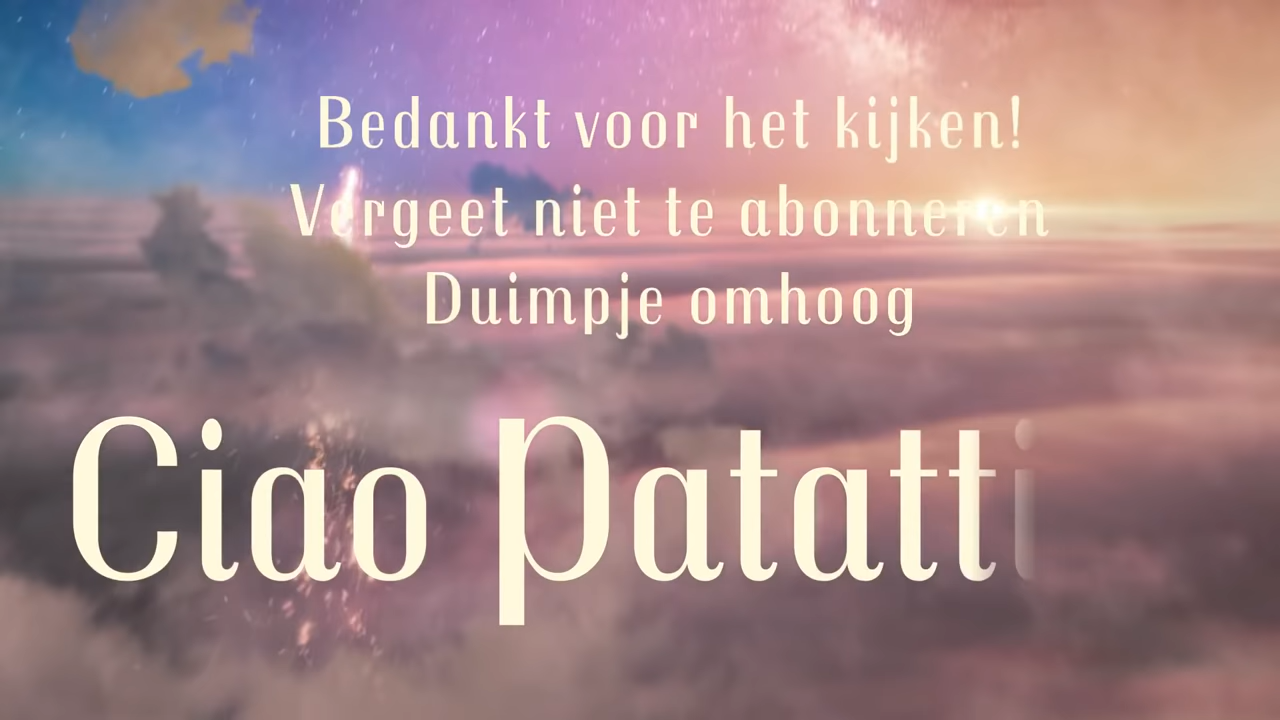 Bedankt voor het kijken!
Vergeet niet te abonneren
Duimpje omhoog
Ciao Patatti